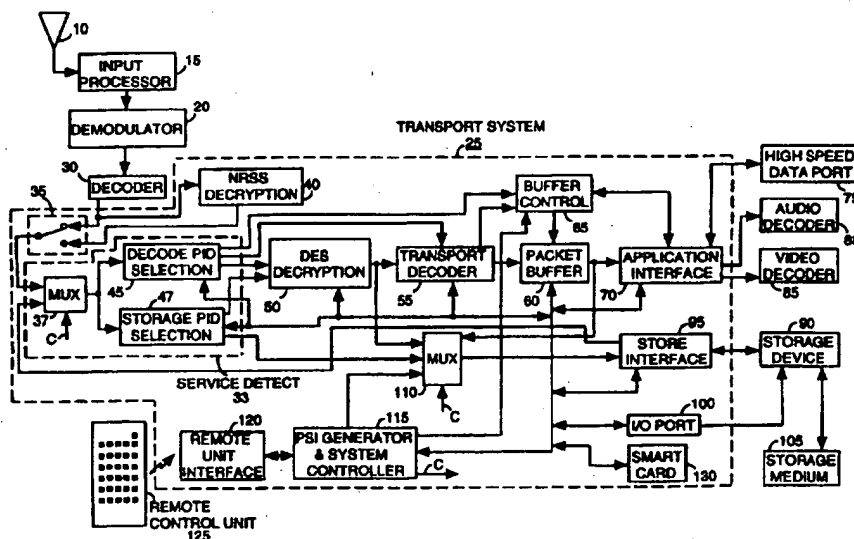 10
INPUT
PROCESSOR
15
DEMODULATOR
20
TRANSPORT SYSTEM
25
30
DECODER
35
NRSS
DECRYPTION
40
BUFFER
CONTROL
65
HIGH SPEED
DATA PORT
75
AUDIO
DECODER
80
VIDEO
DECODER
85
MUX
37
C
DECODE PID
SELECTION
45
47
STORAGE PID
SELECTION
DES
DECRYPTION
50
TRANSPORT
DECODER
55
PACKET
BUFFER
60
APPLICATION
INTERFACE
70
SERVICE DETECT
33
MUX
110
C
95
STORE
INTERFACE
90
STORAGE
DEVICE
100
I/O PORT
105
STORAGE
MEDIUM
SMART
CARD
130
120
REMOTE
UNIT
INTERFACE
115
PSI GENERATOR
& SYSTEM
CONTROLLER
C
REMOTE
CONTROL UNIT
125